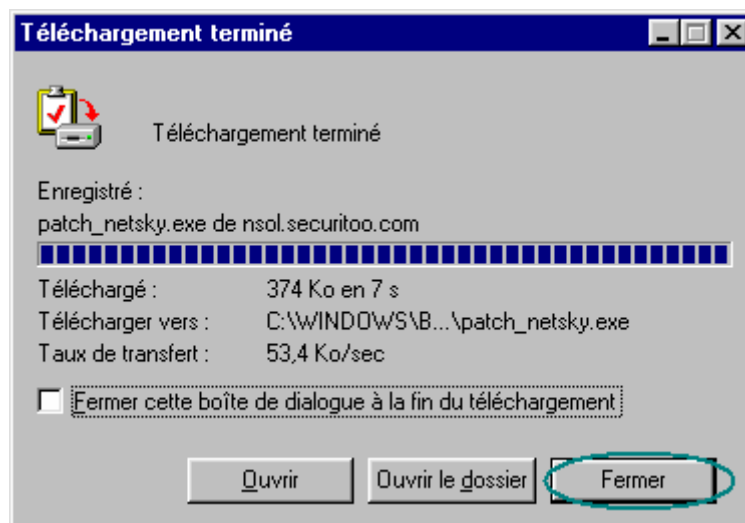 Téléchargement terminé
Téléchargement terminé
Enregistré :
patch_netsky.exe de nsol.securitoo.com
Téléchargé : 374 Ko en 7 s
Télécharger vers : C:\WINDOWS\B...\patch_netsky.exe
Taux de transfert : 53,4 Ko/sec
Fermer cette boîte de dialogue à la fin du téléchargement
Ouvrir Ouvrir le dossier Fermer